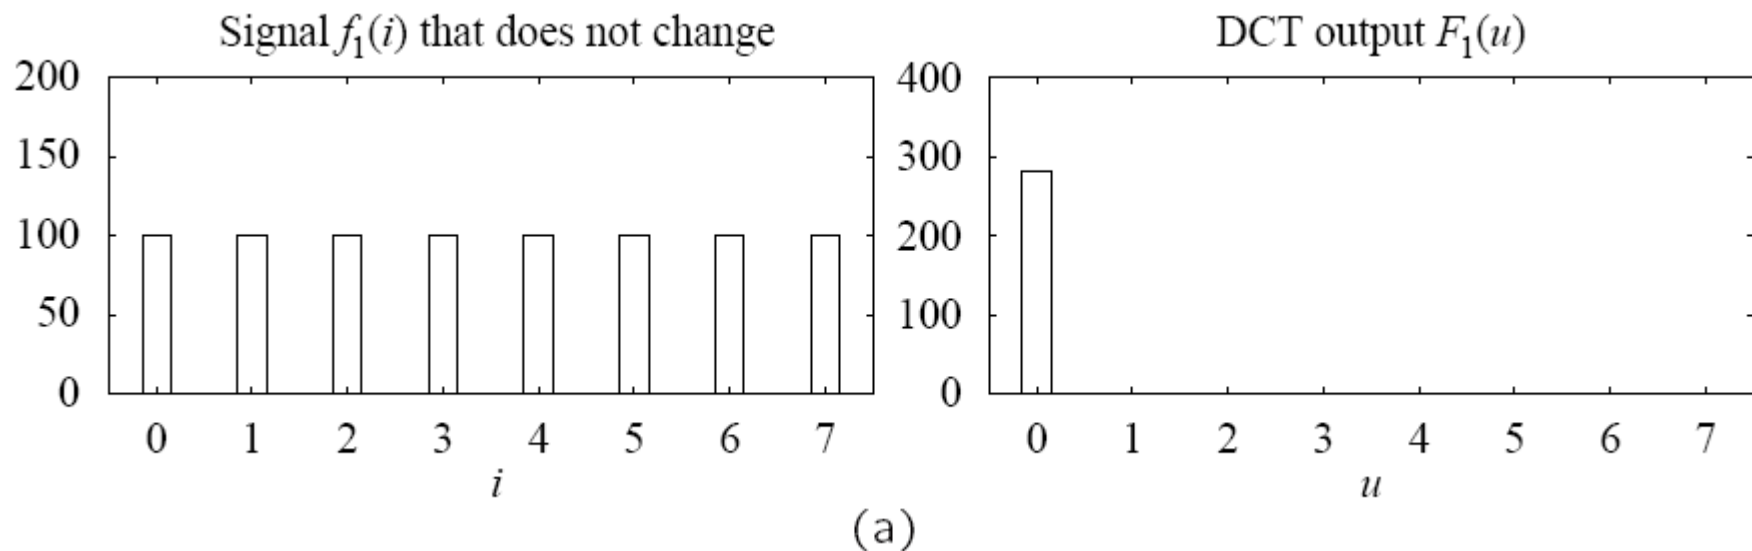 Signal f₁(i) that does not change
200
150
100
50
0
0 1 2 3 4 5 6 7
i
DCT output F₁(u)
400
300
200
100
0
0 1 2 3 4 5 6 7
u
(a)